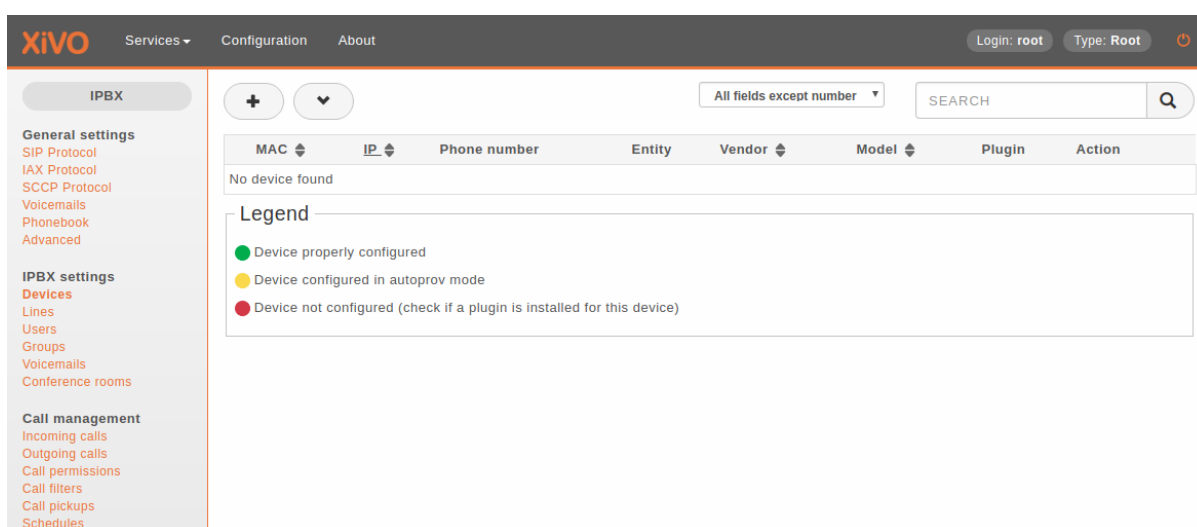 XiVO Services Configuration About Login: root Type: Root
IPBX
General settings
SIP Protocol
IAX Protocol
SCCP Protocol
Voicemails
Phonebook
Advanced
IPBX settings
Devices
Lines
Users
Groups
Voicemails
Conference rooms
Call management
Incoming calls
Outgoing calls
Call permissions
Call filters
Call pickups
Schedules
All fields except number SEARCH
MAC IP Phone number Entity Vendor Model Plugin Action
No device found
Legend
Device properly configured
Device configured in autoprov mode
Device not configured (check if a plugin is installed for this device)